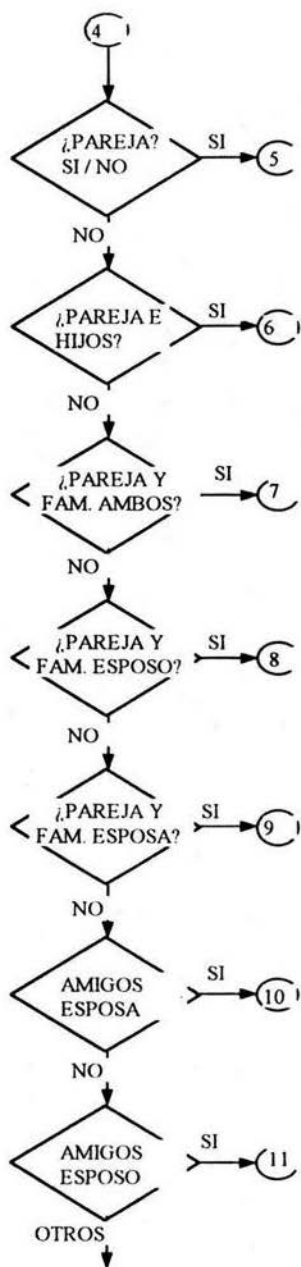 4
¿PAREJA? SI
SI / NO
5
NO
¿PAREJA E SI
HIJOS?
6
NO
¿PAREJA Y SI
FAM. AMBOS?
7
NO
¿PAREJA Y SI
FAM. ESPOSO?
8
NO
¿PAREJA Y SI
FAM. ESPOSA?
9
NO
AMIGOS SI
ESPOSA
10
NO
AMIGOS SI
ESPOSO
11
OTROS